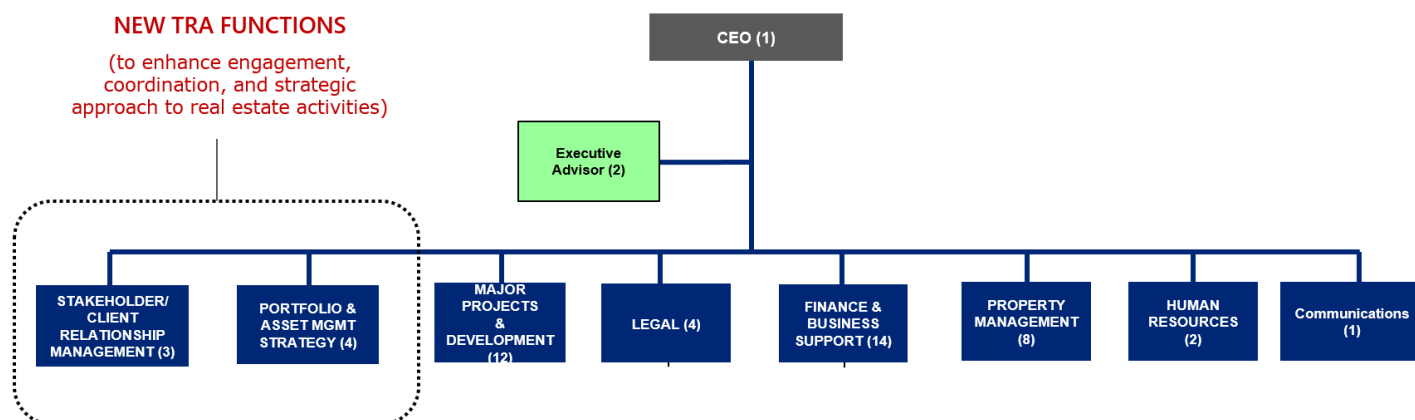 NEW TRA FUNCTIONS
(to enhance engagement,
coordination, and strategic
approach to real estate activities)
CEO (1)
Executive
Advisor (2)
STAKEHOLDER/
CLIENT
RELATIONSHIP
MANAGEMENT (3)
PORTFOLIO &
ASSET MGMT
STRATEGY (4)
MAJOR
PROJECTS
&
DEVELOPMENT
(12)
LEGAL (4)
FINANCE &
BUSINESS
SUPPORT (14)
PROPERTY
MANAGEMENT
(8)
HUMAN
RESOURCES
(2)
Communications
(1)